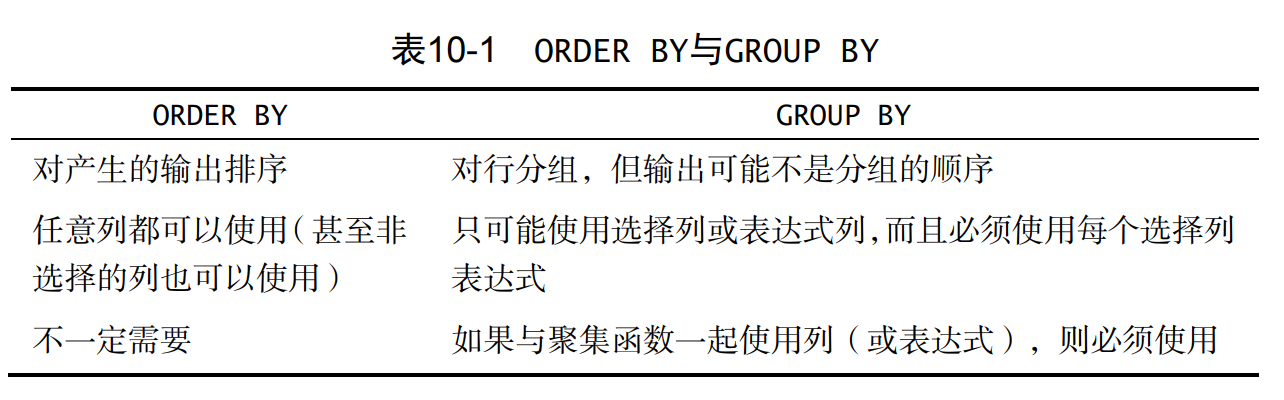 表10-1 ORDER BY与GROUP BY
ORDER BY GROUP BY
对产生的输出排序 对行分组，但输出可能不是分组的顺序
任意列都可以使用（甚至非 只可能使用选择列或表达式列，而且必须使用每个选择列
选择的列也可以使用） 表达式
不一定需要 如果与聚集函数一起使用列（或表达式），则必须使用